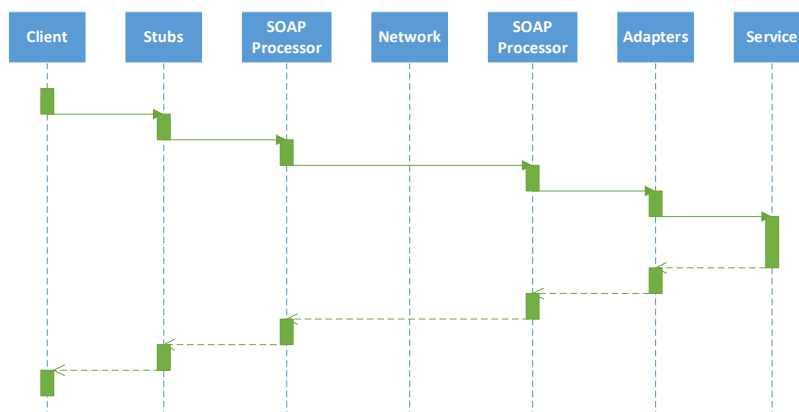 Client
Stubs
SOAP
Processor
Network
SOAP
Processor
Adapters
Service